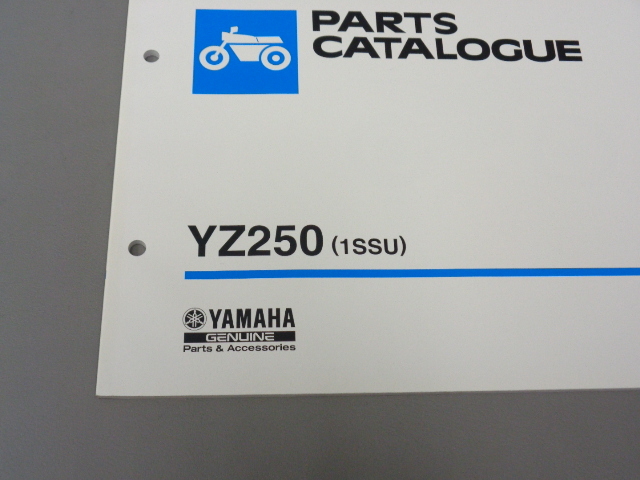 PARTS
CATALOGUE
YZ250 (1SSU)
YAMAHA
GENUINE
Parts & Accessories